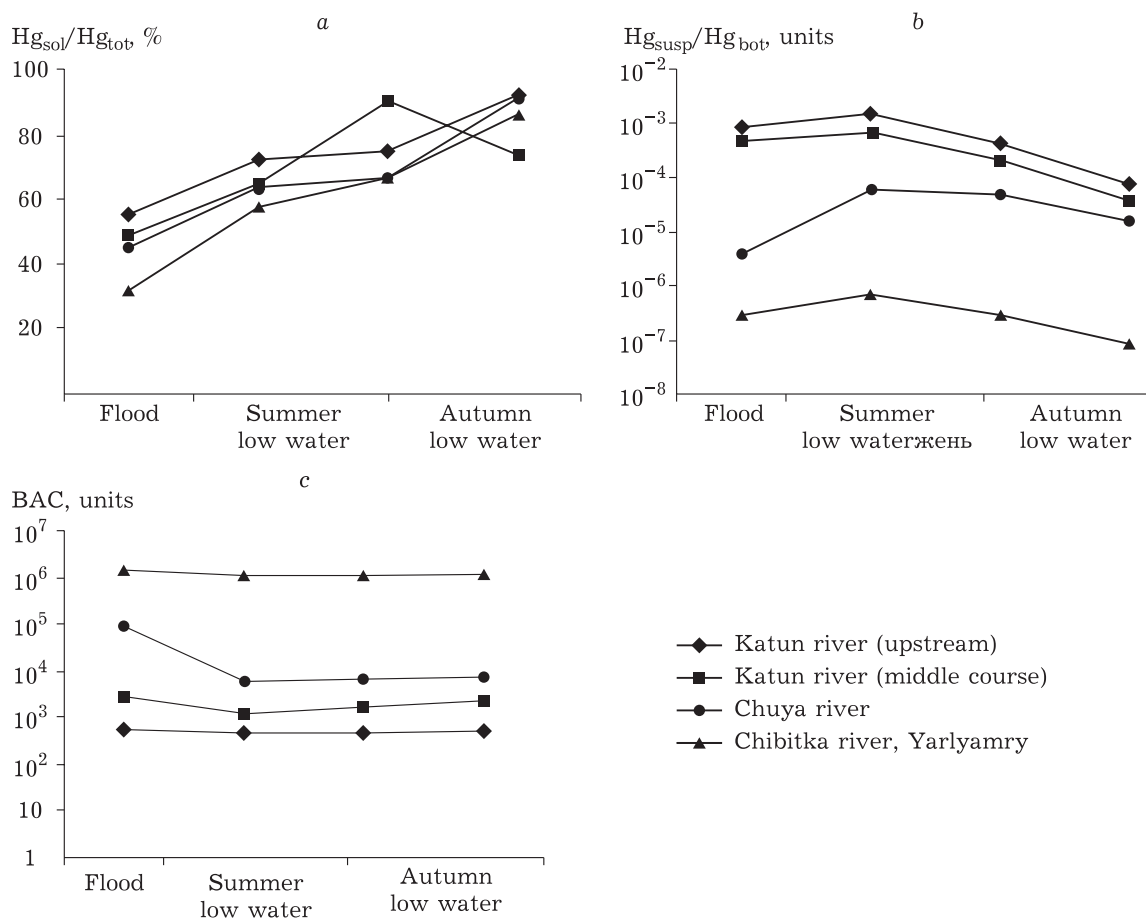 a
Hg_sol/Hg_tot, %
100
80
60
40
20
Flood
Summer
low water
Autumn
low water
b
Hg_susp/Hg_bot, units
10^-2
10^-3
10^-4
10^-5
10^-6
10^-7
10^-8
Flood
Summer
low waterжень
Autumn
low water
c
BAC, units
10^7
10^6
10^5
10^4
10^3
10^2
10
1
Flood
Summer
low water
Autumn
low water
Katun river (upstream)
Katun river (middle course)
Chuya river
Chibitka river, Yarlyamry